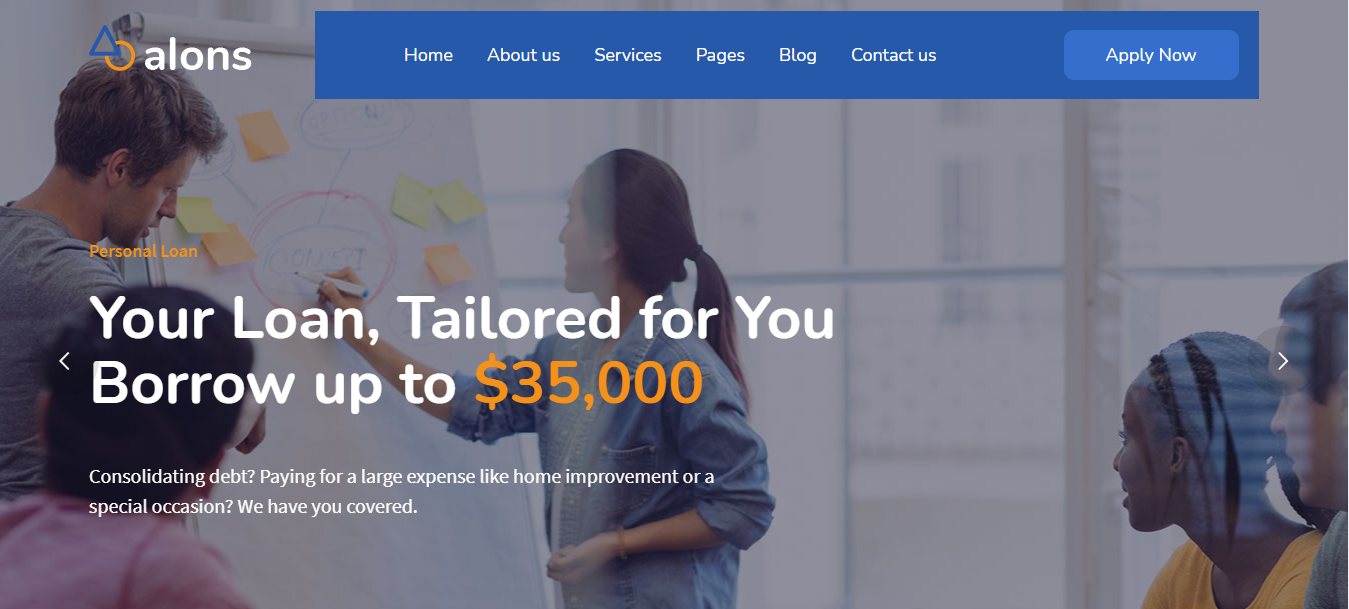 alons
Home About us Services Pages Blog Contact us Apply Now
OPTION
CONCEPT
Personal Loan
Your Loan, Tailored for You
Borrow up to $35,000
Consolidating debt? Paying for a large expense like home improvement or a
special occasion? We have you covered.